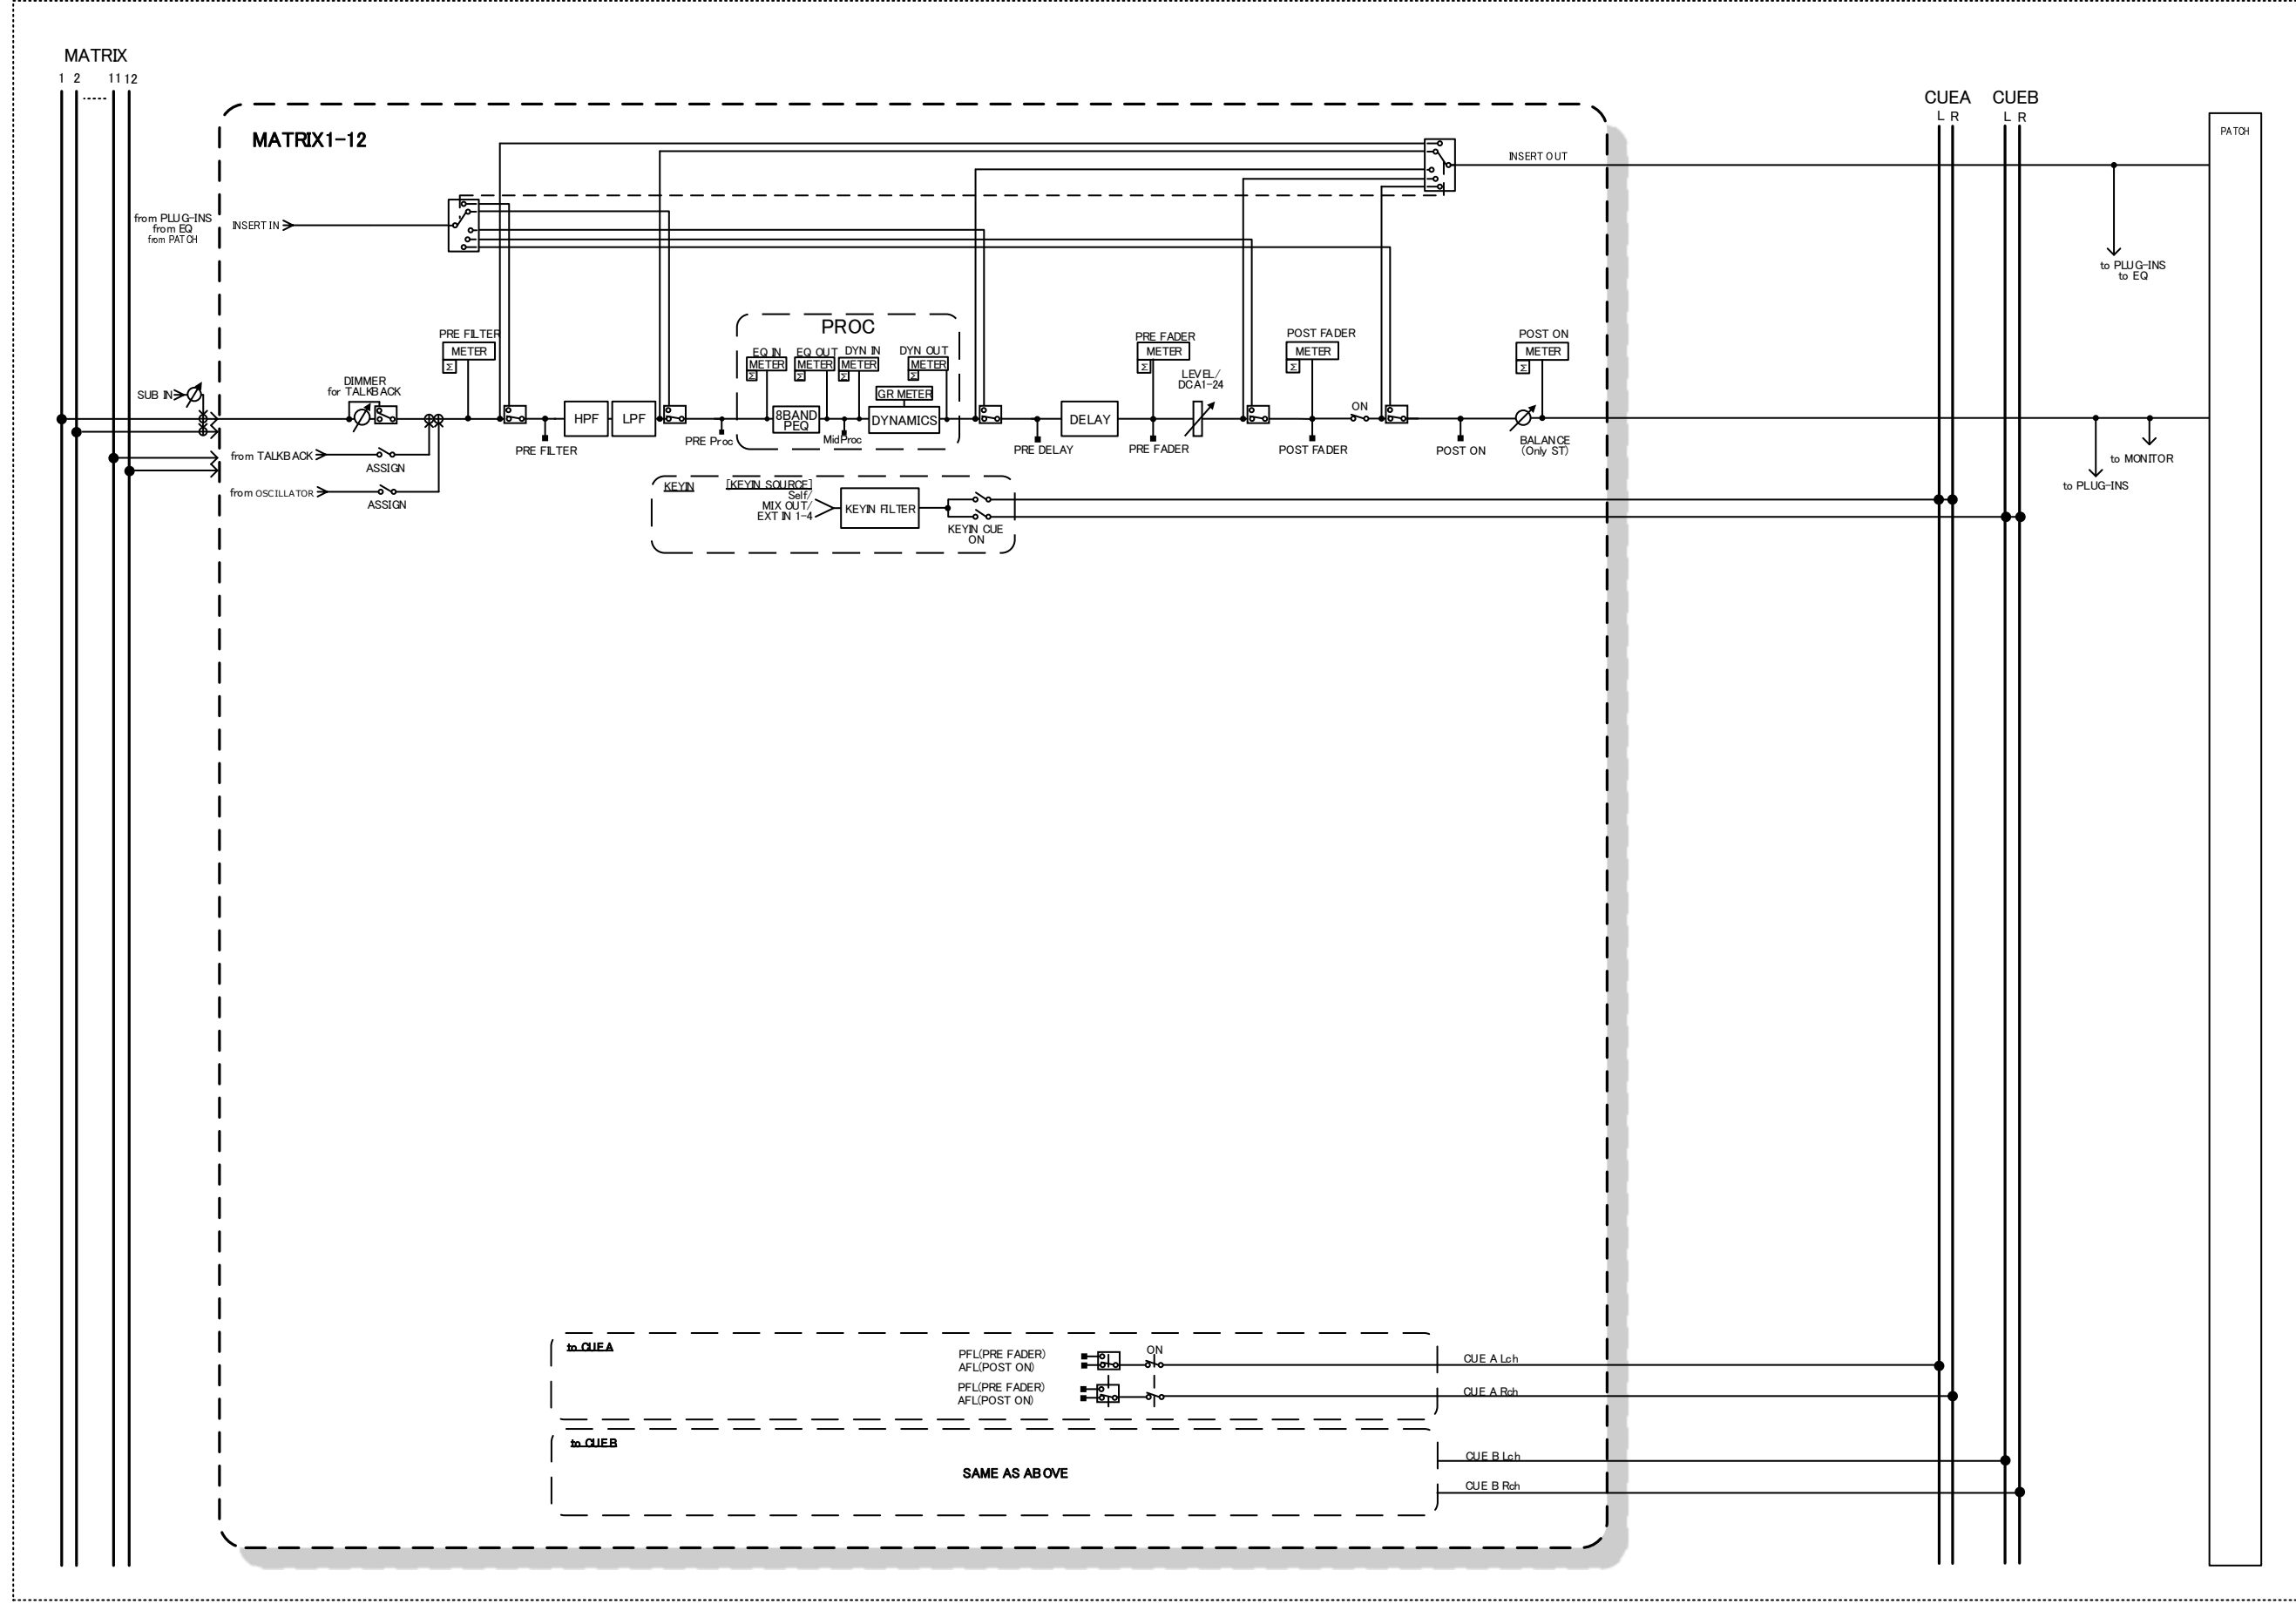 MATRIX
1 2 11 12
CUEA CUEB
L R L R
PATCH
MATRIX1-12
INSERT OUT
from PLUG-INS
from EQ
from PATCH
INSERT IN
to PLUG-INS
to EQ
PRE FILTER
METER
Σ
PROC
EQ IN
METER
Σ
EQ OUT
METER
Σ
DYN IN
METER
Σ
DYN OUT
METER
Σ
GR METER
PRE FADER
METER
Σ
LEVEL/
DCA1-24
POST FADER
METER
Σ
POST ON
METER
Σ
SUB IN
DIMMER
for TALKBACK
HPF
LPF
8BAND
PEQ
DYNAMICS
DELAY
ON
PRE FILTER
PRE Proc
MidProc
PRE DELAY
PRE FADER
POST FADER
POST ON
BALANCE
(Only ST)
from TALKBACK
ASSIGN
from OSCILLATOR
ASSIGN
to MONITOR
to PLUG-INS
KEYIN
[KEYIN SOURCE]
Self/
MIX OUT/
EXT IN 1-4
KEYIN FILTER
KEYIN CUE
ON
to CUE A
PFL(PRE FADER)
AFL(POST ON)
ON
CUE A Lch
PFL(PRE FADER)
AFL(POST ON)
CUE A Rch
to CUE B
SAME AS ABOVE
CUE B Lch
CUE B Rch